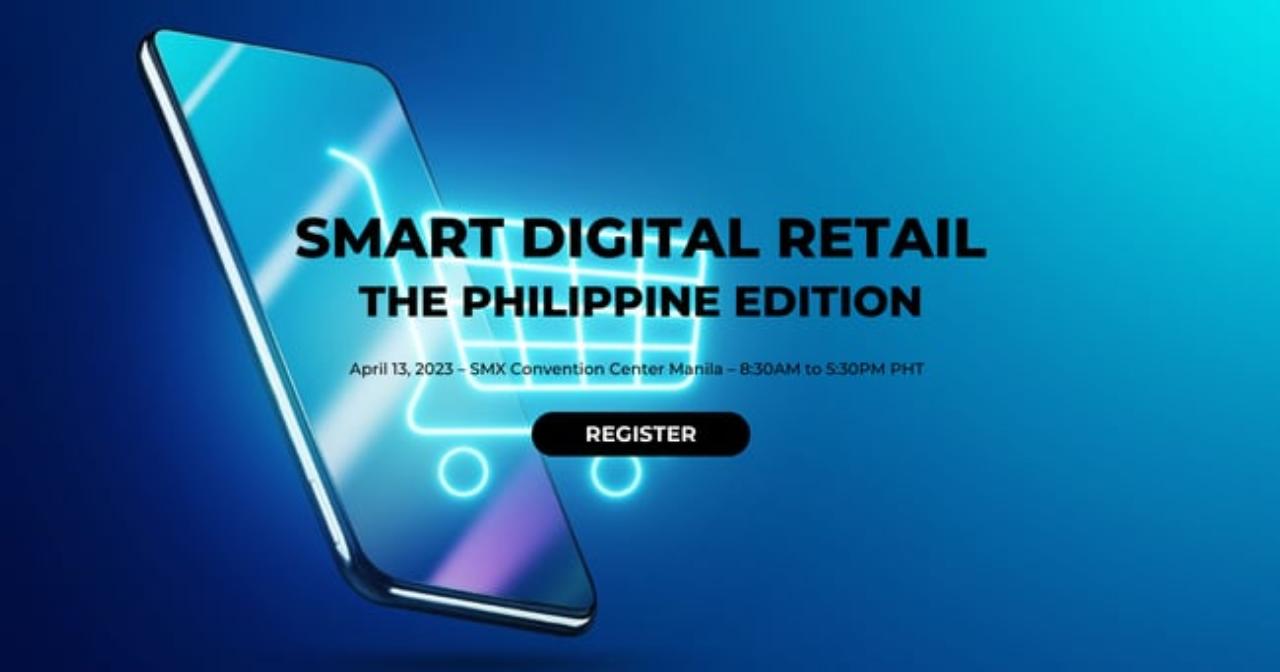 SMART DIGITAL RETAIL
THE PHILIPPINE EDITION
April 13, 2023 – SMX Convention Center Manila – 8:30AM to 5:30PM PHT
REGISTER